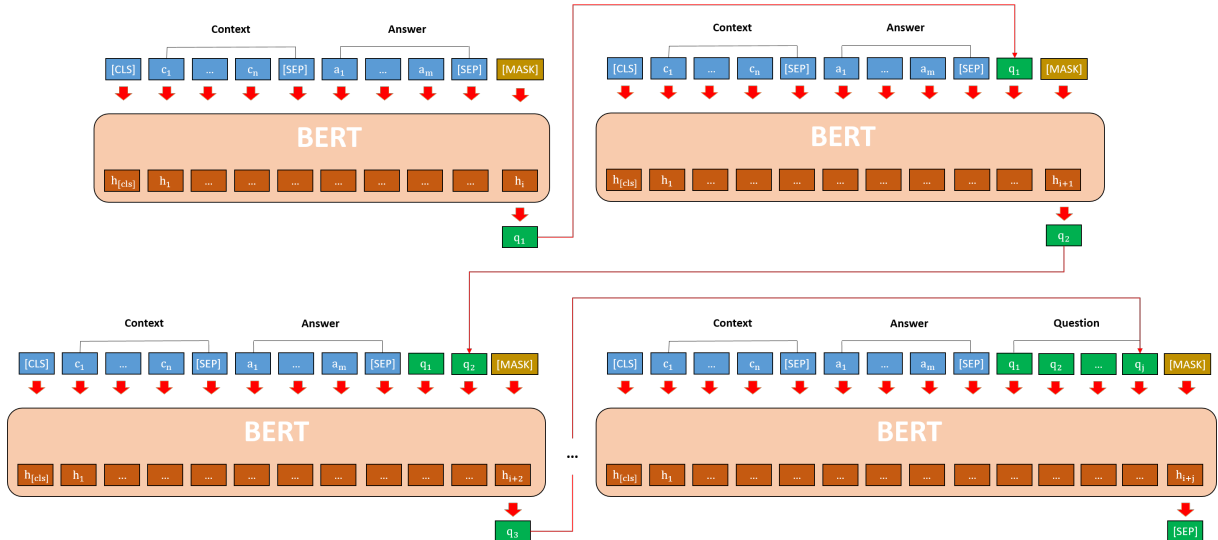 Context Answer
[CLS] c₁ ... cₙ [SEP] a₁ ... aₘ [SEP] [MASK]
BERT
h[cls] h₁ ... ... ... ... ... ... ... hᵢ
q₁
Context Answer
[CLS] c₁ ... cₙ [SEP] a₁ ... aₘ [SEP] q₁ [MASK]
BERT
h[cls] h₁ ... ... ... ... ... ... ... ... hᵢ₊₁
q₂
Context Answer
[CLS] c₁ ... cₙ [SEP] a₁ ... aₘ [SEP] q₁ q₂ [MASK]
BERT
h[cls] h₁ ... ... ... ... ... ... ... ... ... hᵢ₊₂
q₃
...
Context Answer Question
[CLS] c₁ ... cₙ [SEP] a₁ ... aₘ [SEP] q₁ q₂ ... qⱼ [MASK]
BERT
h[cls] h₁ ... ... ... ... ... ... ... ... ... ... ... hᵢ₊ⱼ
[SEP]